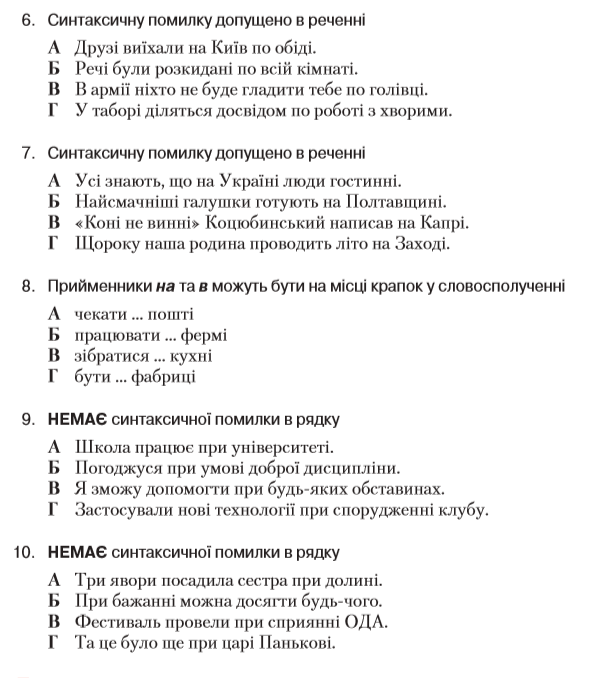 6. Синтаксичну помилку допущено в реченні
А Друзі виїхали на Київ по обіді.
Б Речі були розкидані по всій кімнаті.
В В армії ніхто не буде гладити тебе по голівці.
Г У таборі діляться досвідом по роботі з хворими.
7. Синтаксичну помилку допущено в реченні
А Усі знають, що на Україні люди гостинні.
Б Найсмачніші галушки готують на Полтавщині.
В «Коні не винні» Коцюбинський написав на Капрі.
Г Щороку наша родина проводить літо на Заході.
8. Прийменники на та в можуть бути на місці крапок у словосполученні
А чекати ... пошті
Б працювати ... фермі
В зібратися ... кухні
Г бути ... фабриці
9. НЕМАЄ синтаксичної помилки в рядку
А Школа працює при університеті.
Б Погоджуся при умові доброї дисципліни.
В Я зможу допомогти при будь-яких обставинах.
Г Застосували нові технології при спорудженні клубу.
10. НЕМАЄ синтаксичної помилки в рядку
А Три явори посадила сестра при долині.
Б При бажанні можна досягти будь-чого.
В Фестиваль провели при сприянні ОДА.
Г Та це було ще при царі Панькові.